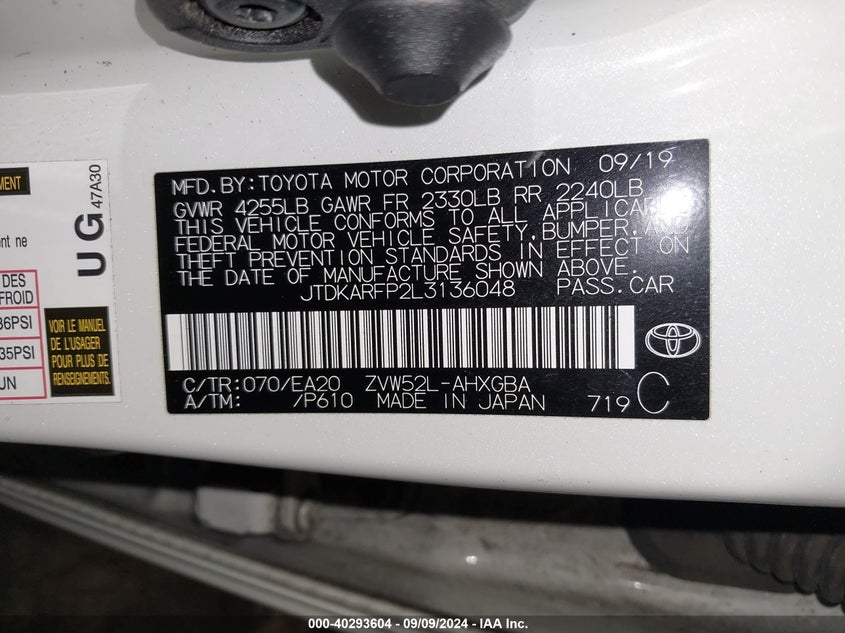 MENT
ent ne
DES
FROID
36PSI
35PSI
UN
UG 47A30
VOIR LE MANUEL
DE L'USAGER
POUR PLUS DE
RENSEIGNEMENTS.
MFD. BY: TOYOTA MOTOR CORPORATION 09/19
GVWR 4255LB GAWR FR 2330LB RR 2240LB
THIS VEHICLE CONFORMS TO ALL
FEDERAL MOTOR VEHICLE SAFETY, BUMPER, AND
THEFT PREVENTION STANDARDS IN EFFECT ON
THE DATE OF MANUFACTURE SHOWN ABOVE.
JTDKARFP2L3136048 PASS.CAR
C/TR: 070/EA20 ZVW52L-AHXGBA
A/TM: /P610 MADE IN JAPAN 719 C
000-40293604 - 09/09/2024 - IAA Inc.